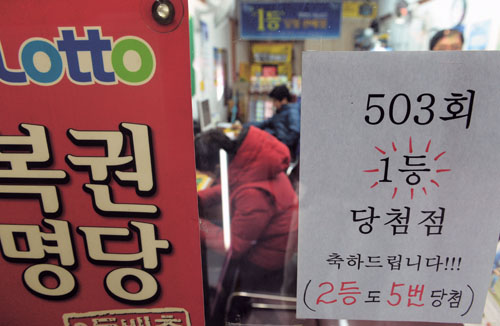 Lotto
복권
명당
1등
503회
1등
당첨점
축하드립니다!!!
(2등도 5번 당첨)